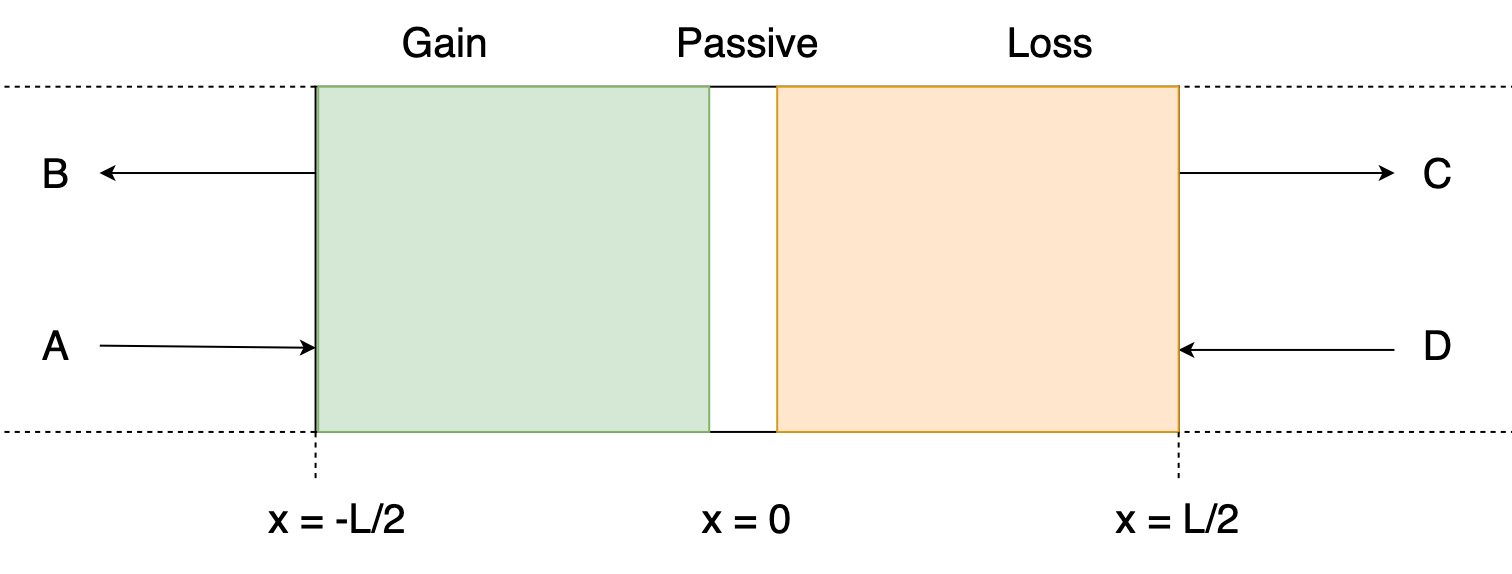 Gain Passive Loss
B C
A D
x = -L/2 x = 0 x = L/2